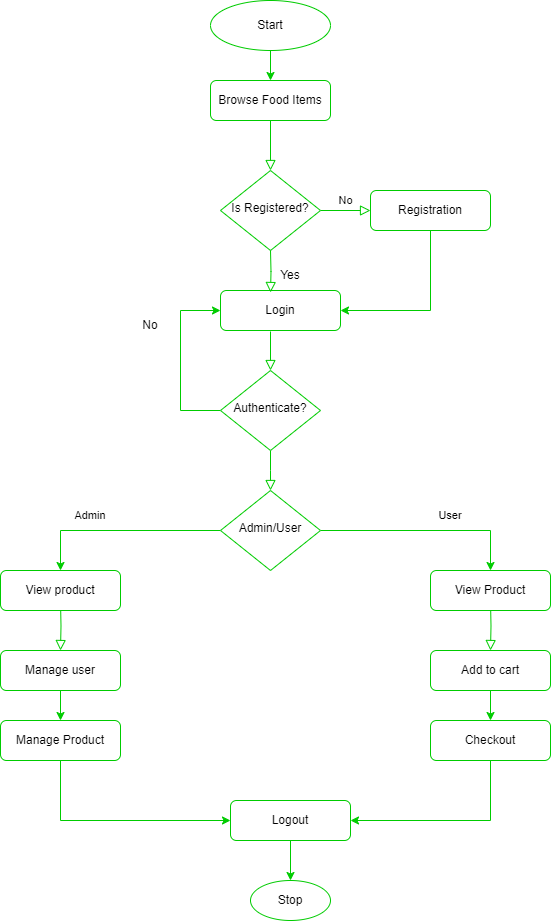 Start
Browse Food Items
Is Registered?
No
Registration
Yes
Login
No
Authenticate?
Admin
Admin/User
User
View product
View Product
Manage user
Add to cart
Manage Product
Checkout
Logout
Stop